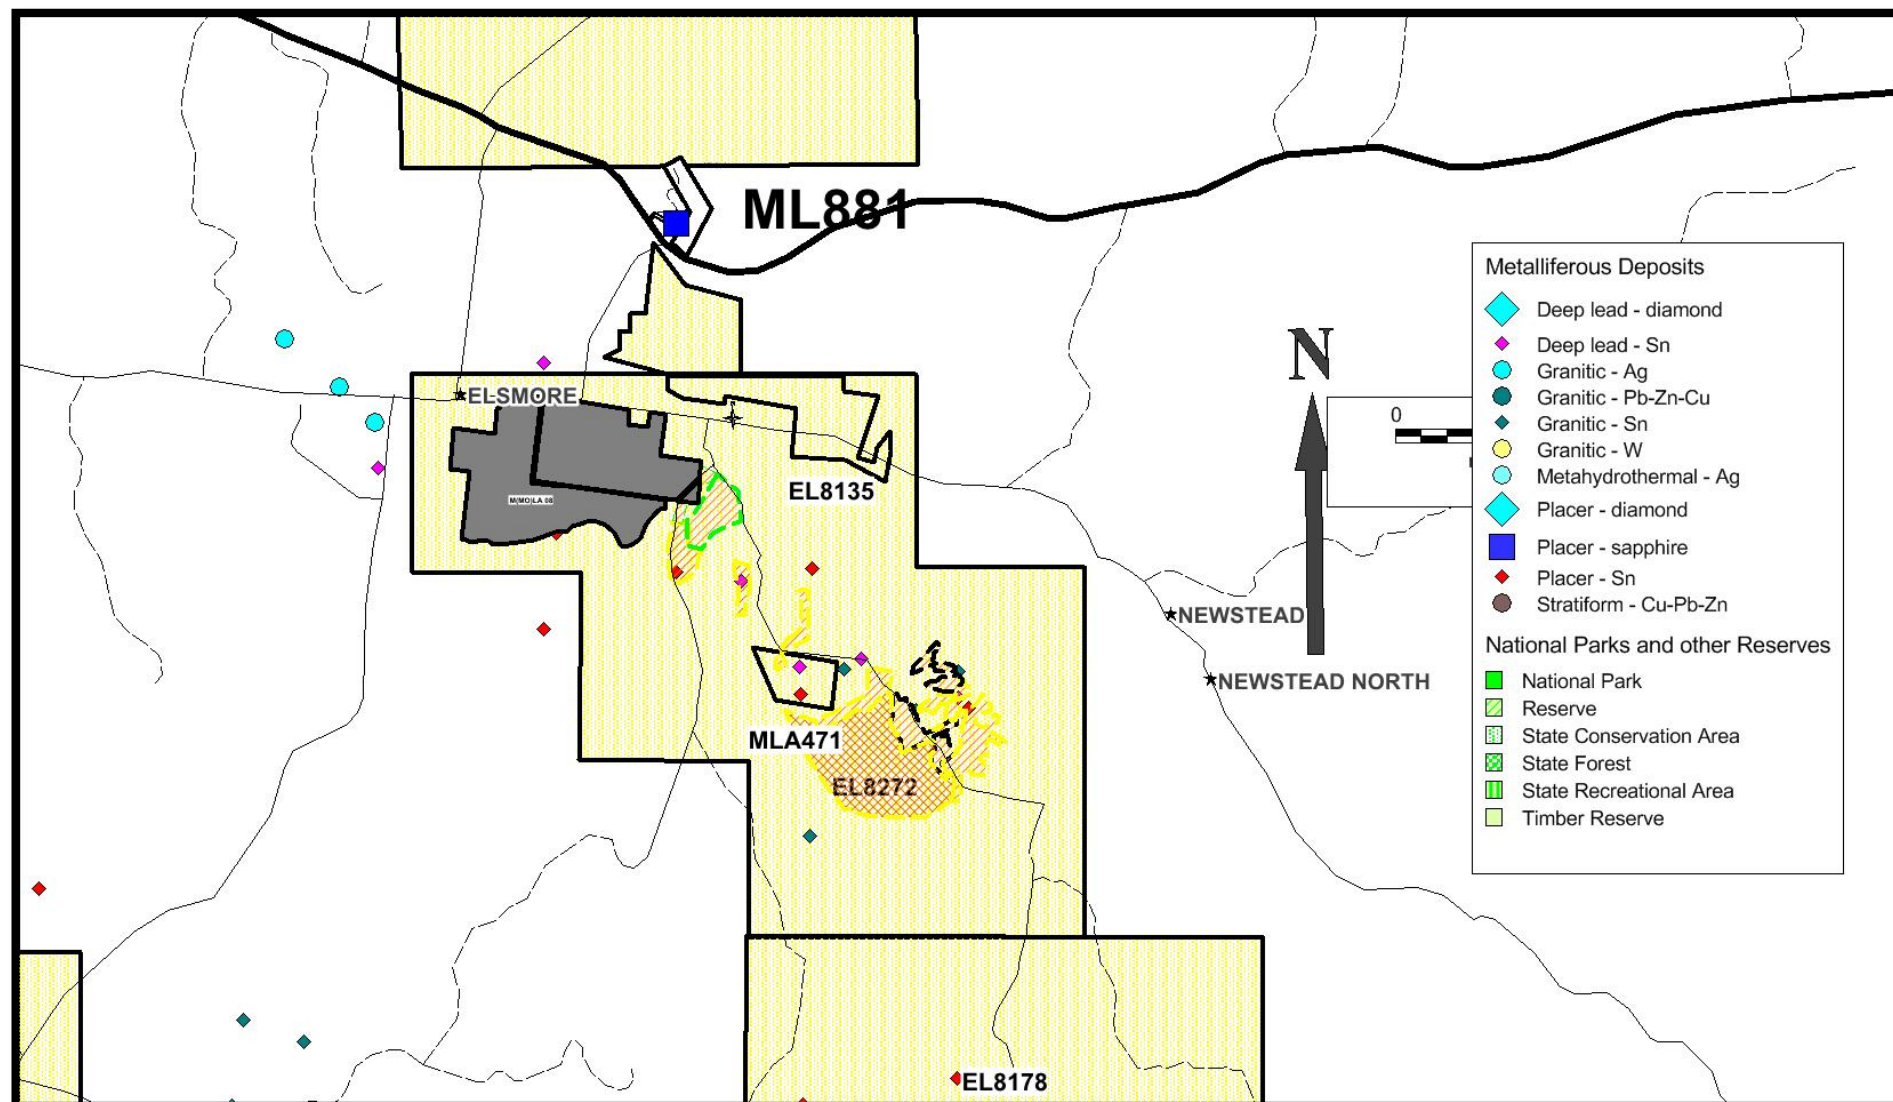 ML881
Metalliferous Deposits
Deep lead - diamond
Deep lead - Sn
Granitic - Ag
Granitic - Pb-Zn-Cu
Granitic - Sn
Granitic - W
Metahydrothermal - Ag
Placer - diamond
Placer - sapphire
Placer - Sn
Stratiform - Cu-Pb-Zn
National Parks and other Reserves
National Park
Reserve
State Conservation Area
State Forest
State Recreational Area
Timber Reserve
N
0
ELSMORE
EL8135
M(MO)LA 08
NEWSTEAD
NEWSTEAD NORTH
MLA471
EL8272
EL8178